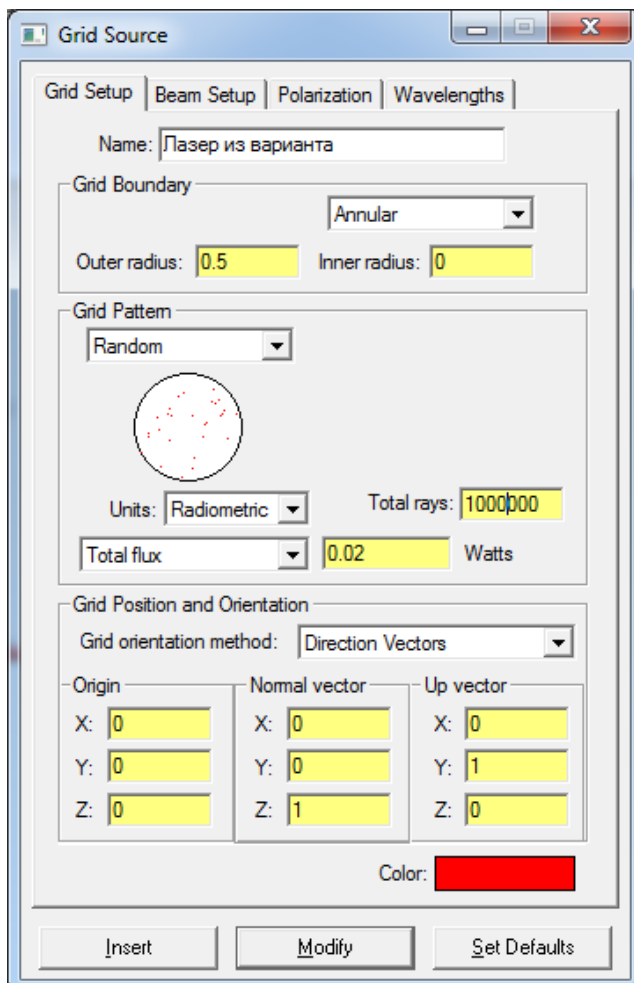 Grid Source
Grid Setup Beam Setup Polarization Wavelengths
Name: Лазер из варианта
Grid Boundary
Annular
Outer radius: 0.5 Inner radius: 0
Grid Pattern
Random
Units: Radiometric Total rays: 1000000
Total flux 0.02 Watts
Grid Position and Orientation
Grid orientation method: Direction Vectors
Origin Normal vector Up vector
X: 0 X: 0 X: 0
Y: 0 Y: 0 Y: 1
Z: 0 Z: 1 Z: 0
Color:
Insert Modify Set Defaults